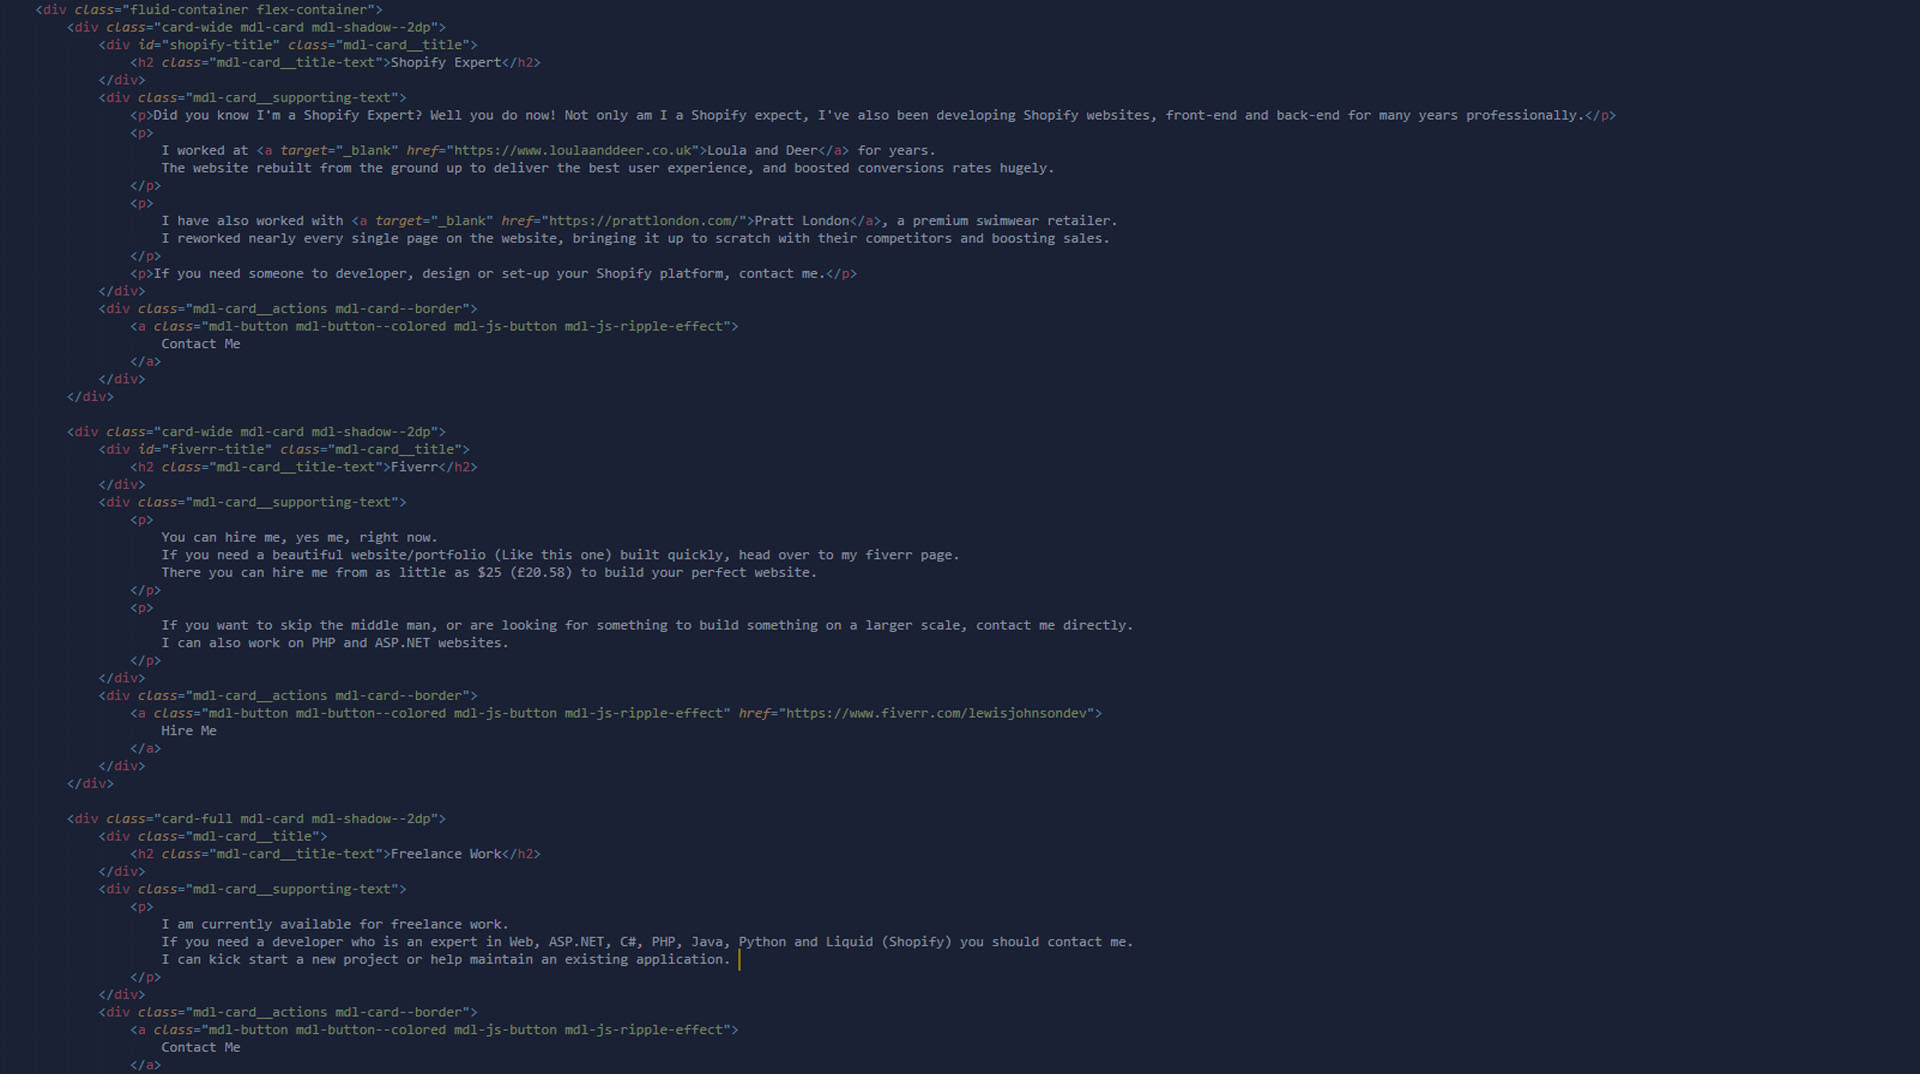 <div class="fluid-container flex-container">
<div class="card-wide mdl-card mdl-shadow--2dp">
<div id="shopify-title" class="mdl-card__title">
<h2 class="mdl-card__title-text">Shopify Expert</h2>
</div>
<div class="mdl-card__supporting-text">
<p>Did you know I'm a Shopify Expert? Well you do now! Not only am I a Shopify expect, I've also been developing Shopify websites, front-end and back-end for many years professionally.</p>
<p>
I worked at <a target="_blank" href="https://www.loulaanddeer.co.uk">Loula and Deer</a> for years.
The website rebuilt from the ground up to deliver the best user experience, and boosted conversions rates hugely.
</p>
<p>
I have also worked with <a target="_blank" href="https://prattlondon.com/">Pratt London</a>, a premium swimwear retailer.
I reworked nearly every single page on the website, bringing it up to scratch with their competitors and boosting sales.
</p>
<p>If you need someone to developer, design or set-up your Shopify platform, contact me.</p>
</div>
<div class="mdl-card__actions mdl-card--border">
<a class="mdl-button mdl-button--colored mdl-js-button mdl-js-ripple-effect">
Contact Me
</a>
</div>
</div>
<div class="card-wide mdl-card mdl-shadow--2dp">
<div id="fiverr-title" class="mdl-card__title">
<h2 class="mdl-card__title-text">Fiverr</h2>
</div>
<div class="mdl-card__supporting-text">
<p>
You can hire me, yes me, right now.
If you need a beautiful website/portfolio (Like this one) built quickly, head over to my fiverr page.
There you can hire me from as little as $25 (£20.58) to build your perfect website.
</p>
<p>
If you want to skip the middle man, or are looking for something to build something on a larger scale, contact me directly.
I can also work on PHP and ASP.NET websites.
</p>
</div>
<div class="mdl-card__actions mdl-card--border">
<a class="mdl-button mdl-button--colored mdl-js-button mdl-js-ripple-effect" href="https://www.fiverr.com/lewisjohnsondev">
Hire Me
</a>
</div>
</div>
<div class="card-full mdl-card mdl-shadow--2dp">
<div class="mdl-card__title">
<h2 class="mdl-card__title-text">Freelance Work</h2>
</div>
<div class="mdl-card__supporting-text">
<p>
I am currently available for freelance work.
If you need a developer who is an expert in Web, ASP.NET, C#, PHP, Java, Python and Liquid (Shopify) you should contact me.
I can kick start a new project or help maintain an existing application.
</p>
</div>
<div class="mdl-card__actions mdl-card--border">
<a class="mdl-button mdl-button--colored mdl-js-button mdl-js-ripple-effect">
Contact Me
</a>